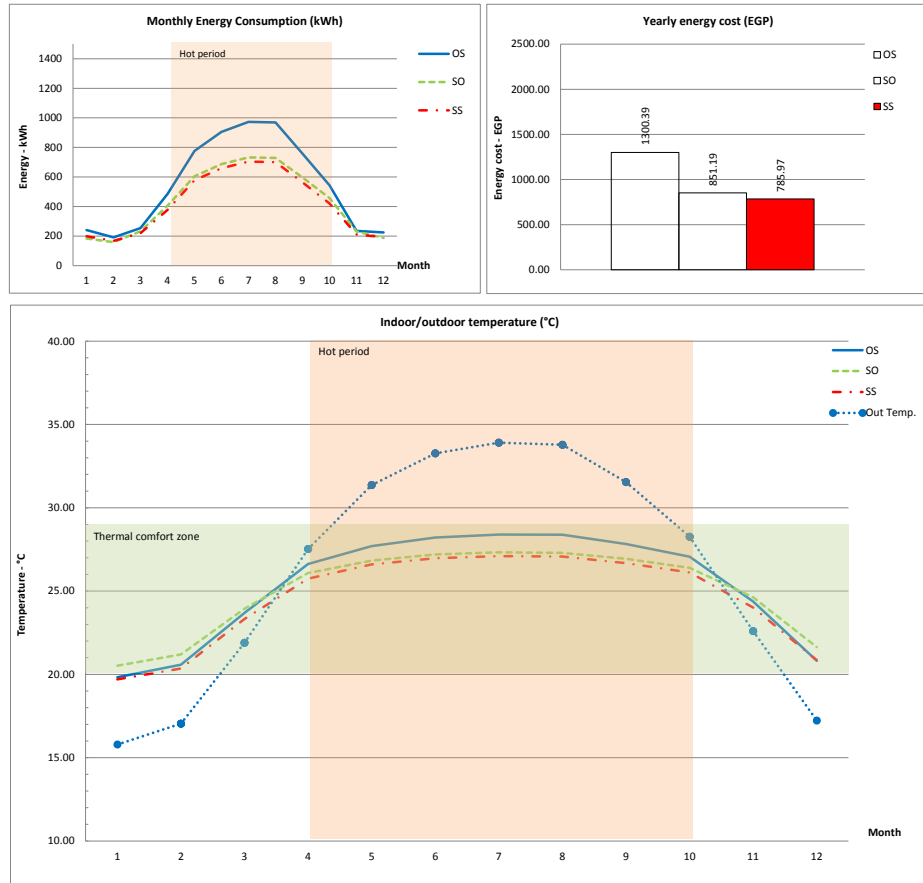 Monthly Energy Consumption (kWh)
Hot period
Energy - kWh
1400
1200
1000
800
600
400
200
0
1 2 3 4 5 6 7 8 9 10 11 12
Month
OS
SO
SS
Yearly energy cost (EGP)
Energy cost - EGP
2500.00
2000.00
1500.00
1000.00
500.00
0.00
1300.39
851.19
785.97
OS
SO
SS
Indoor/outdoor temperature (°C)
Hot period
Thermal comfort zone
Temperature - °C
40.00
35.00
30.00
25.00
20.00
15.00
10.00
1 2 3 4 5 6 7 8 9 10 11 12
Month
OS
SO
SS
Out Temp.